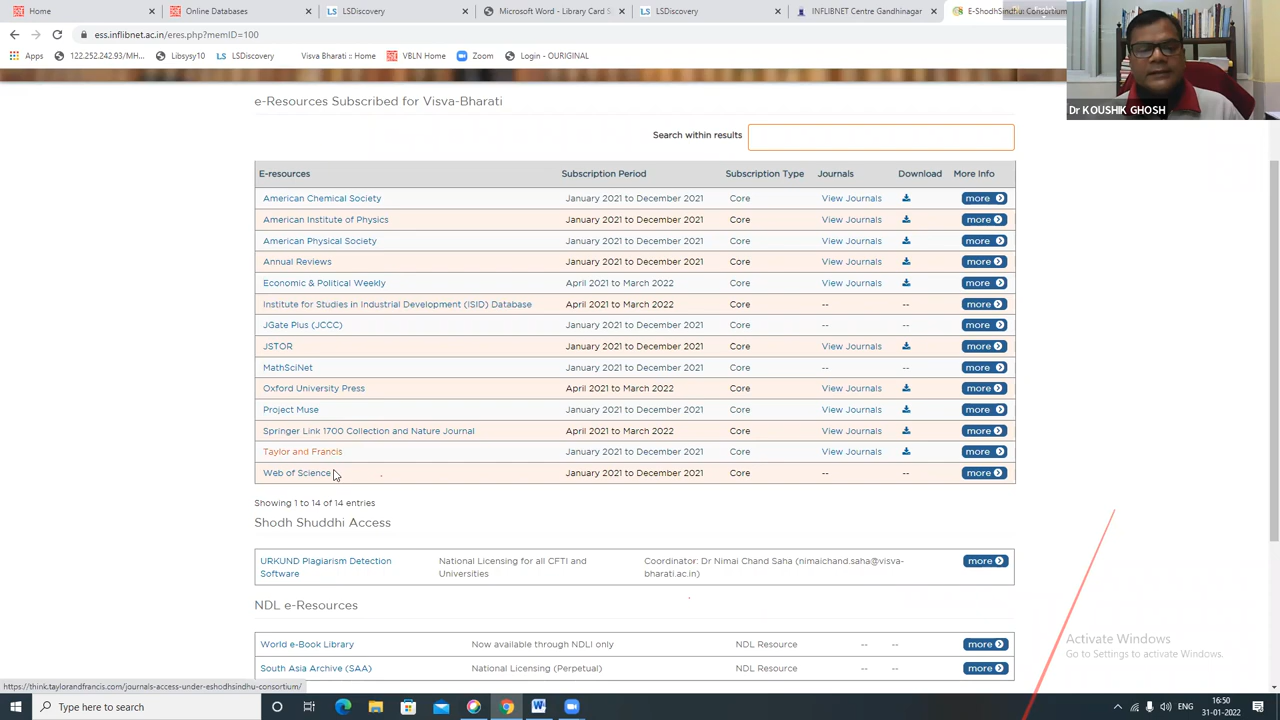 Home
Online Databases
LSDiscovery
Microsoft Word - Library Card S
LSDiscovery
INFLIBNET Centre Gandhinagar
E-ShodhSindhu: Consortium
ess.inflibnet.ac.in/eres.php?memID=100
Apps
122.252.242.93/MH...
Libsysy10
LSDiscovery
Visva Bharati :: Home
VBLN Home
Zoom
Login - OURIGINAL
Dr KOUSHIK GHOSH
e-Resources Subscribed for Visva-Bharati
Search within results
E-resources Subscription Period Subscription Type Journals Download More Info
American Chemical Society January 2021 to December 2021 Core View Journals more
American Institute of Physics January 2021 to December 2021 Core View Journals more
American Physical Society January 2021 to December 2021 Core View Journals more
Annual Reviews January 2021 to December 2021 Core View Journals more
Economic & Political Weekly April 2021 to March 2022 Core View Journals more
Institute for Studies in Industrial Development (ISID) Database April 2021 to March 2022 Core -- -- more
JGate Plus (JCCC) January 2021 to December 2021 Core -- -- more
JSTOR January 2021 to December 2021 Core View Journals more
MathSciNet January 2021 to December 2021 Core -- -- more
Oxford University Press April 2021 to March 2022 Core View Journals more
Project Muse January 2021 to December 2021 Core View Journals more
Springer Link 1700 Collection and Nature Journal April 2021 to March 2022 Core View Journals more
Taylor and Francis January 2021 to December 2021 Core View Journals more
Web of Science January 2021 to December 2021 Core -- -- more
Showing 1 to 14 of 14 entries
Shodh Shuddhi Access
URKUND Plagiarism Detection National Licensing for all CFTI and Coordinator: Dr Nimai Chand Saha (nimaichand.saha@visva- more
Software Universities bharati.ac.in)
NDL e-Resources
World e-Book Library Now available through NDLI only NDL Resource -- -- more
South Asia Archive (SAA) National Licensing (Perpetual) NDL Resource -- -- more
Activate Windows
Go to Settings to activate Windows.
https://think.taylorandfrancis.com/journals-access-under-eshodhsindhu-consortium/
Type here to search
ENG
16:50
31-01-2022